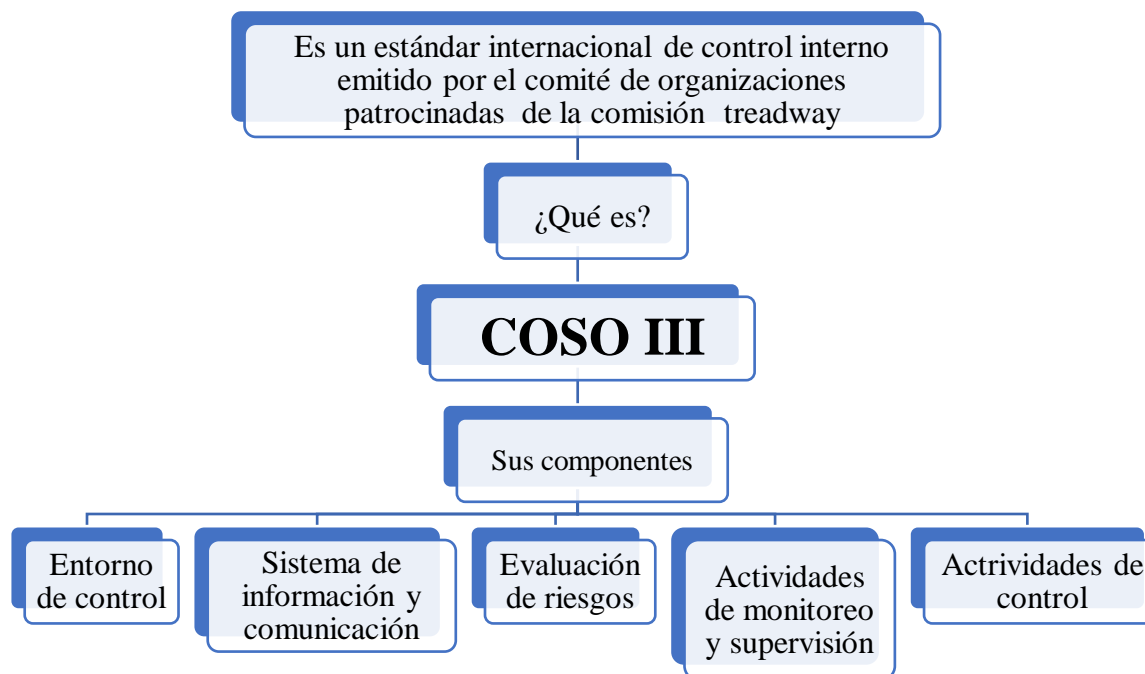 Es un estándar internacional de control interno
emitido por el comité de organizaciones
patrocinadas de la comisión treadway
¿Qué es?
COSO III
Sus componentes
Entorno
de control
Sistema de
información y
comunicación
Evaluación
de riesgos
Actividades
de monitoreo
y supervisión
Actrividades de
control